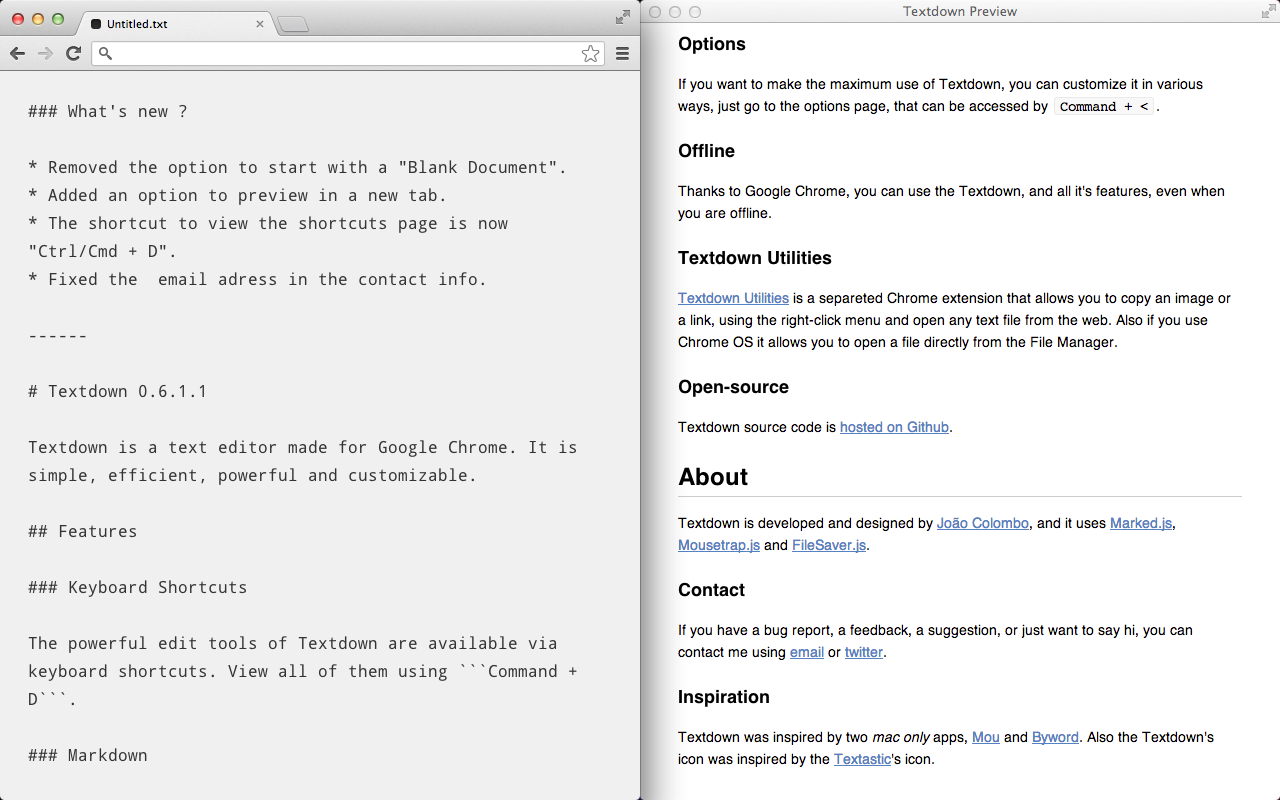 Untitled.txt
### What's new ?
* Removed the option to start with a "Blank Document".
* Added an option to preview in a new tab.
* The shortcut to view the shortcuts page is now
"Ctrl/Cmd + D".
* Fixed the  email adress in the contact info.
------
# Textdown 0.6.1.1
Textdown is a text editor made for Google Chrome. It is
simple, efficient, powerful and customizable.
## Features
### Keyboard Shortcuts
The powerful edit tools of Textdown are available via
keyboard shortcuts. View all of them using ```Command +
D```.
### Markdown
Textdown Preview
Options
If you want to make the maximum use of Textdown, you can customize it in various
ways, just go to the options page, that can be accessed by Command + < .
Offline
Thanks to Google Chrome, you can use the Textdown, and all it's features, even when
you are offline.
Textdown Utilities
Textdown Utilities is a separeted Chrome extension that allows you to copy an image or
a link, using the right-click menu and open any text file from the web. Also if you use
Chrome OS it allows you to open a file directly from the File Manager.
Open-source
Textdown source code is hosted on Github.
About
Textdown is developed and designed by João Colombo, and it uses Marked.js,
Mousetrap.js and FileSaver.js.
Contact
If you have a bug report, a feedback, a suggestion, or just want to say hi, you can
contact me using email or twitter.
Inspiration
Textdown was inspired by two mac only apps, Mou and Byword. Also the Textdown's
icon was inspired by the Textastic's icon.